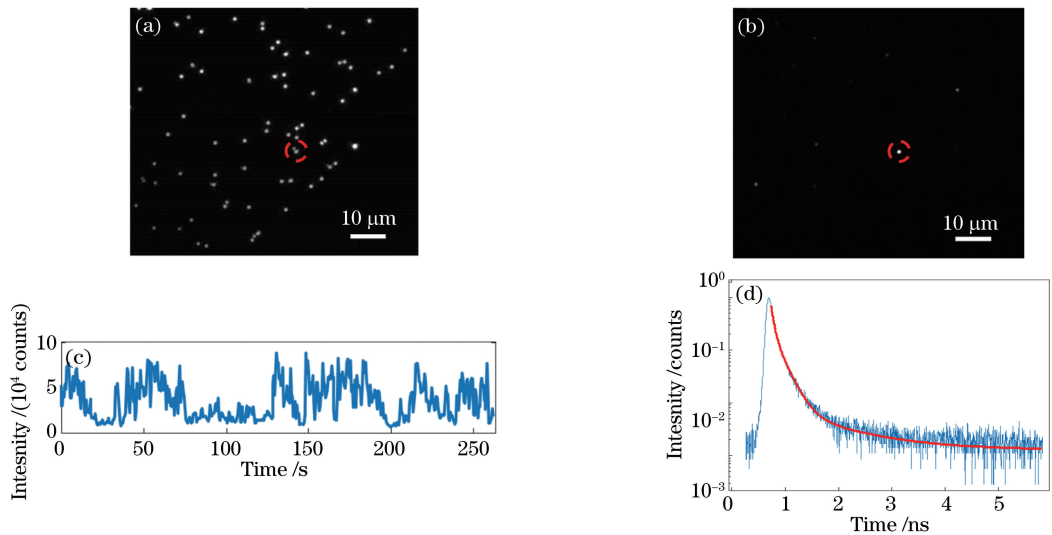 (a)
10 μm
(b)
10 μm
Intesnity /(10⁴ counts)
10
5
0
(c)
0
50
100
150
200
250
Time /s
Intesnity /counts
10⁰
10⁻¹
10⁻²
10⁻³
(d)
0
1
2
3
4
5
Time /ns